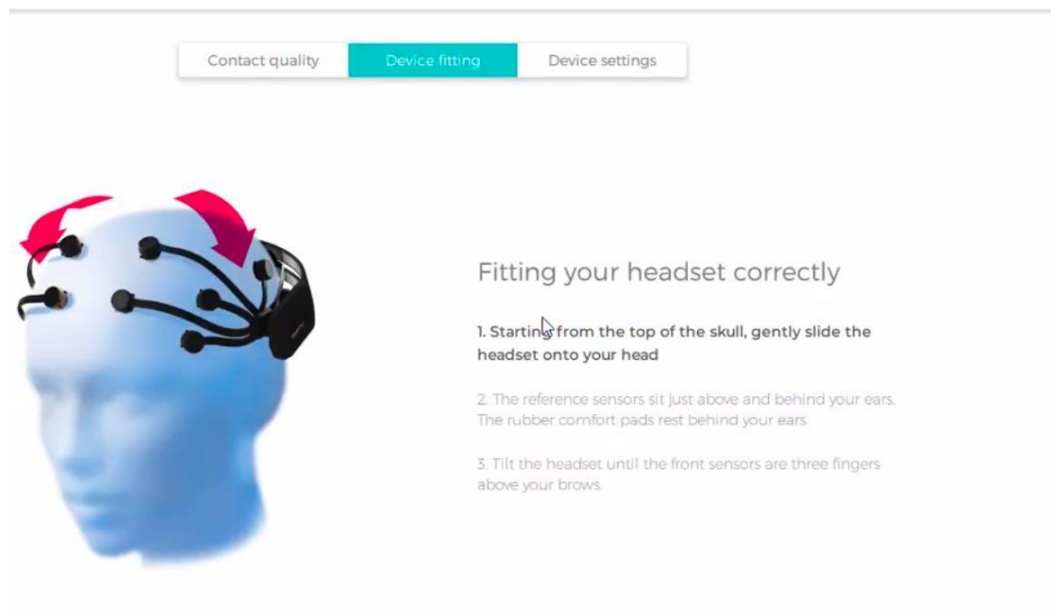 Contact quality
Device fitting
Device settings
Fitting your headset correctly
1. Starting from the top of the skull, gently slide the
headset onto your head
2. The reference sensors sit just above and behind your ears.
The rubber comfort pads rest behind your ears.
3. Tilt the headset until the front sensors are three fingers
above your brows.